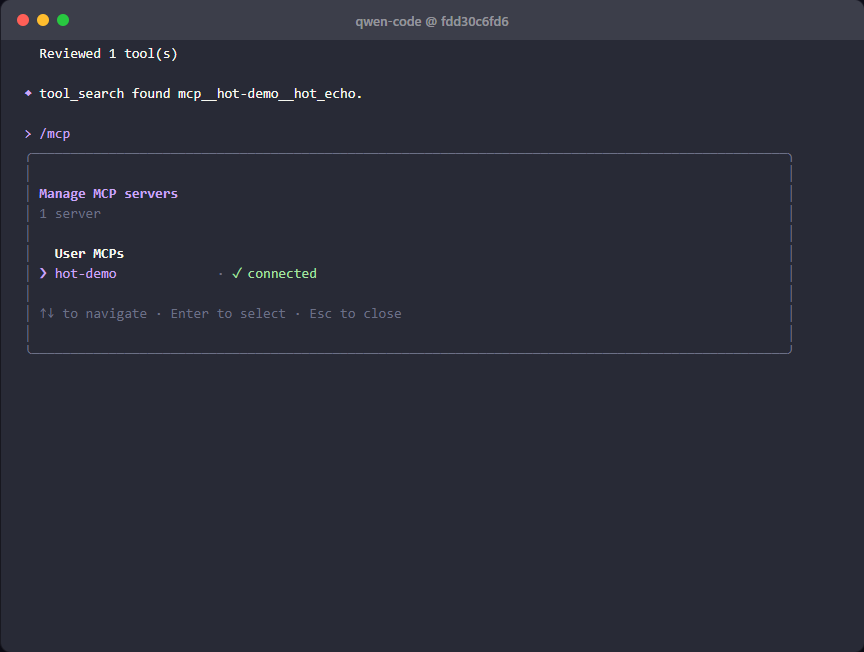 qwen-code @ fdd30c6fd6
Reviewed 1 tool(s)
◆ tool_search found mcp__hot-demo__hot_echo.
> /mcp
Manage MCP servers
1 server
User MCPs
❯ hot-demo · ✓ connected
↑↓ to navigate · Enter to select · Esc to close